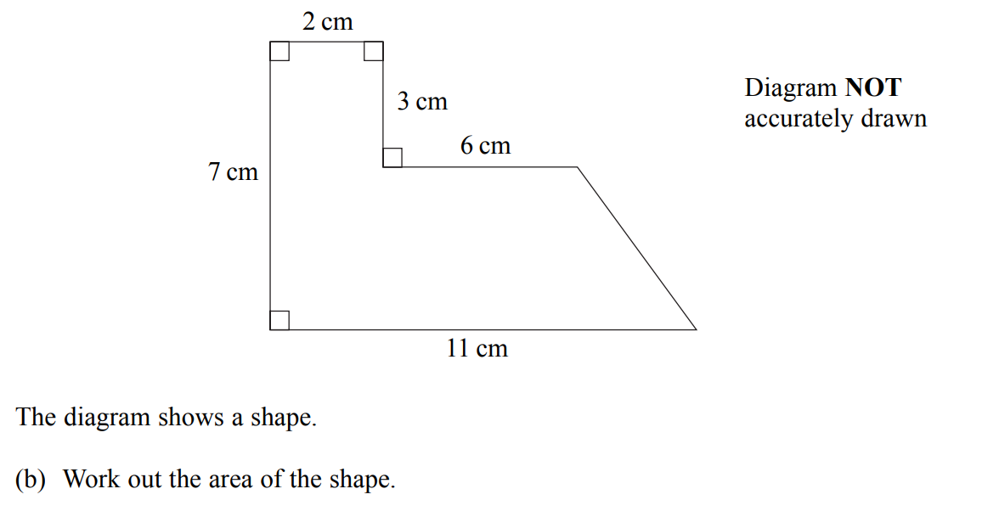 2 cm
Diagram NOT
accurately drawn
3 cm
6 cm
7 cm
11 cm
The diagram shows a shape.
(b) Work out the area of the shape.